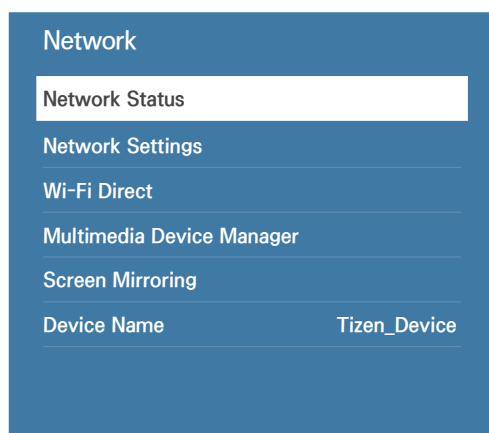 Network
Network Status
Network Settings
Wi-Fi Direct
Multimedia Device Manager
Screen Mirroring
Device Name Tizen_Device